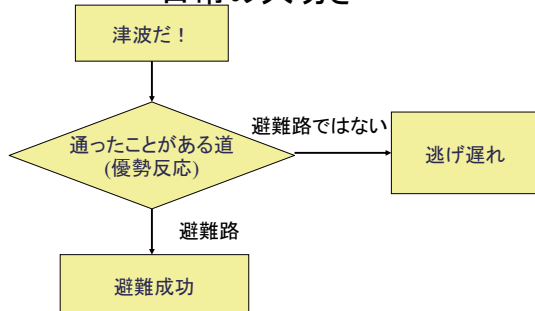 津波だ！
通ったことがある道
(優勢反応)
避難路ではない
逃げ遅れ
避難路
避難成功